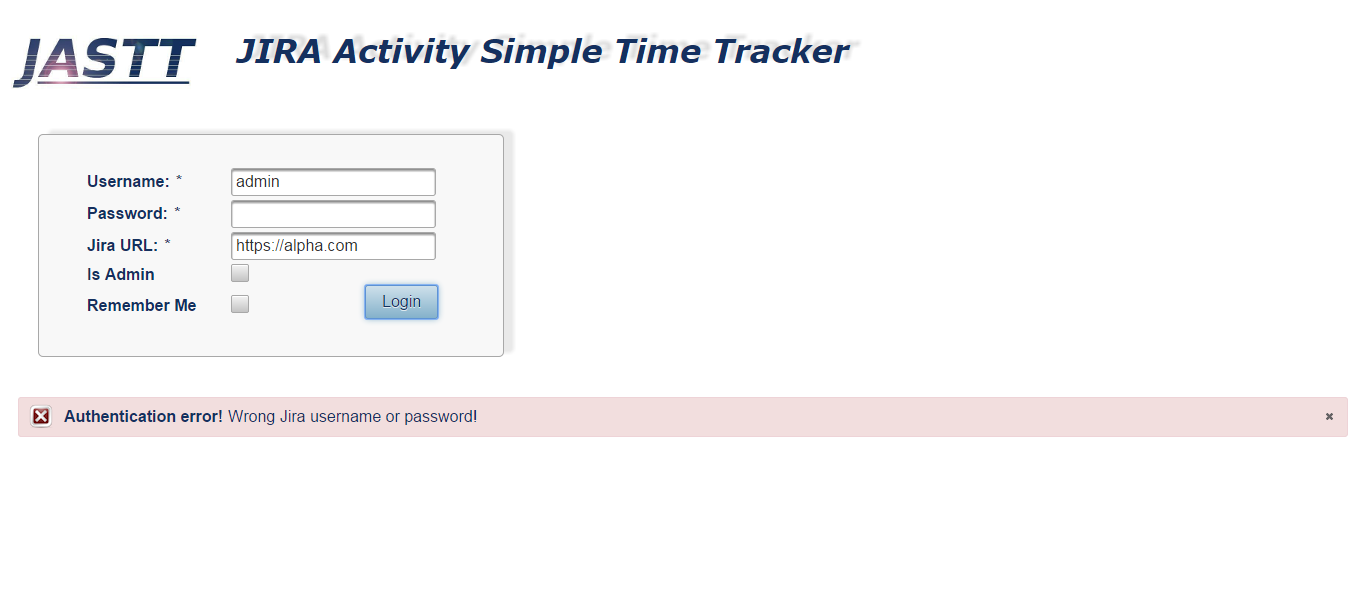 JASTT
JIRA Activity Simple Time Tracker
Username: *
admin
Password: *
Jira URL: *
https://alpha.com
Is Admin
Remember Me
Login
Authentication error! Wrong Jira username or password!